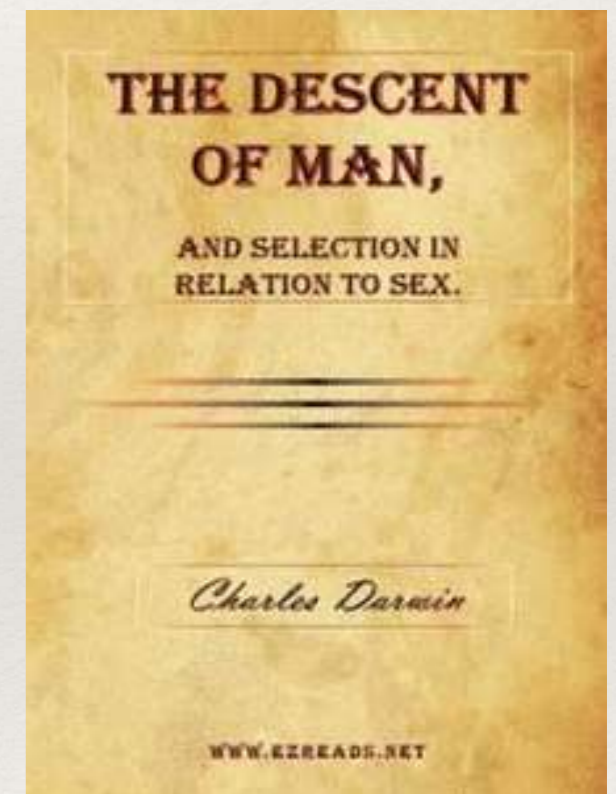 THE DESCENT
OF MAN,
AND SELECTION IN
RELATION TO SEX.
Charles Darwin
WWW.EZREADS.NET